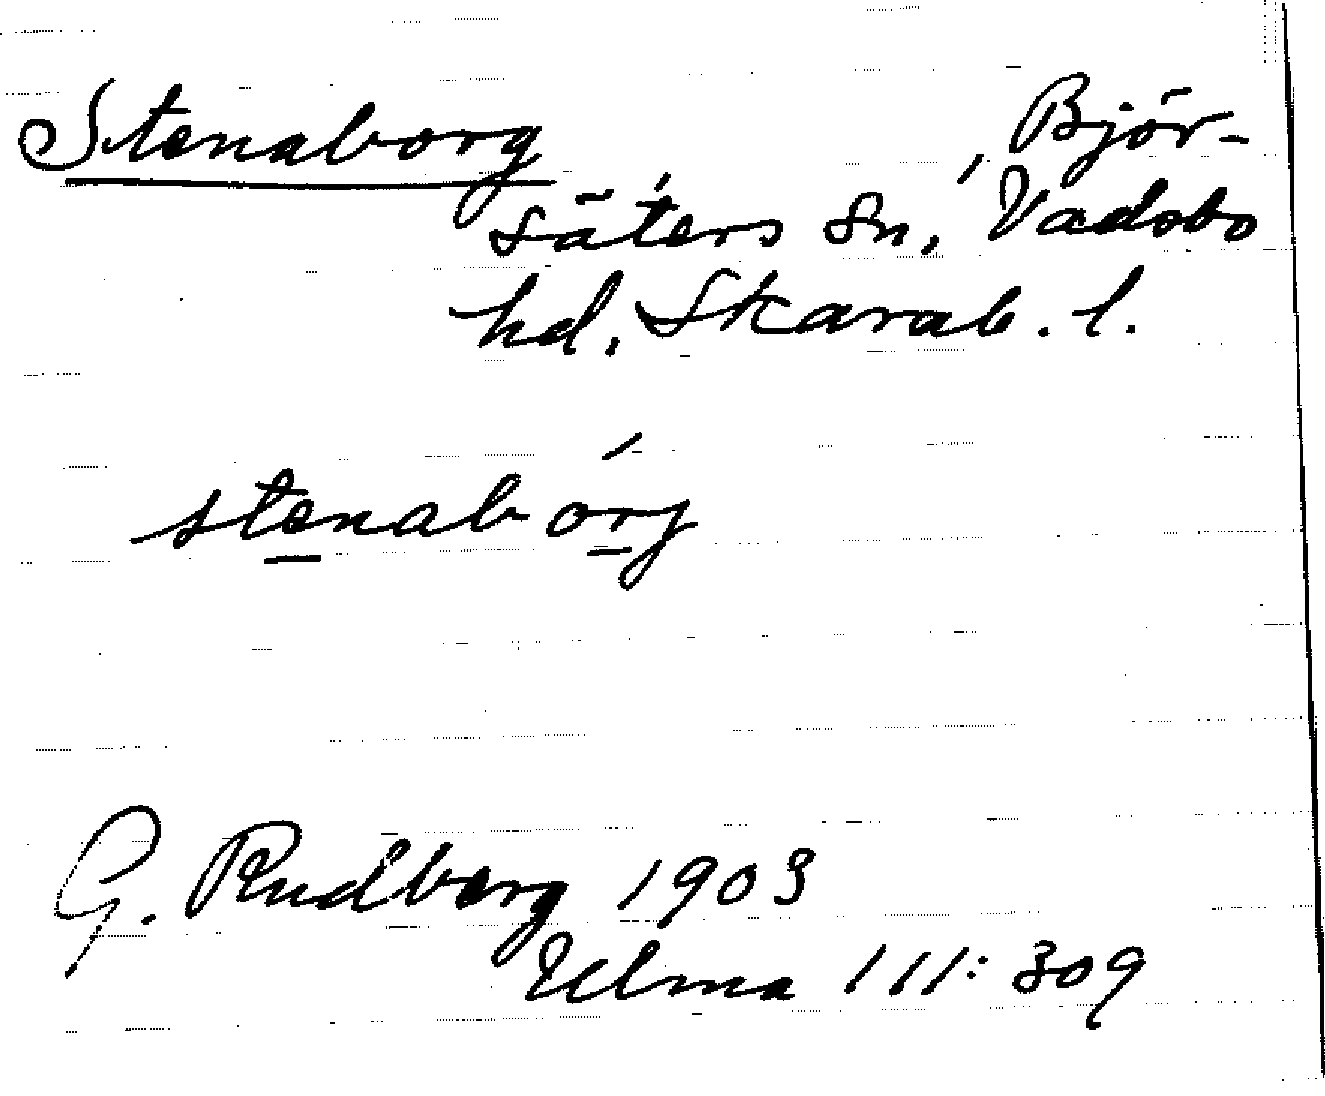 Stenaborg, Björ-
säters sn, Vadsbo
hd, Skarab. l.
stenabórg
G. Rudberg 1903
Ulma 111:309